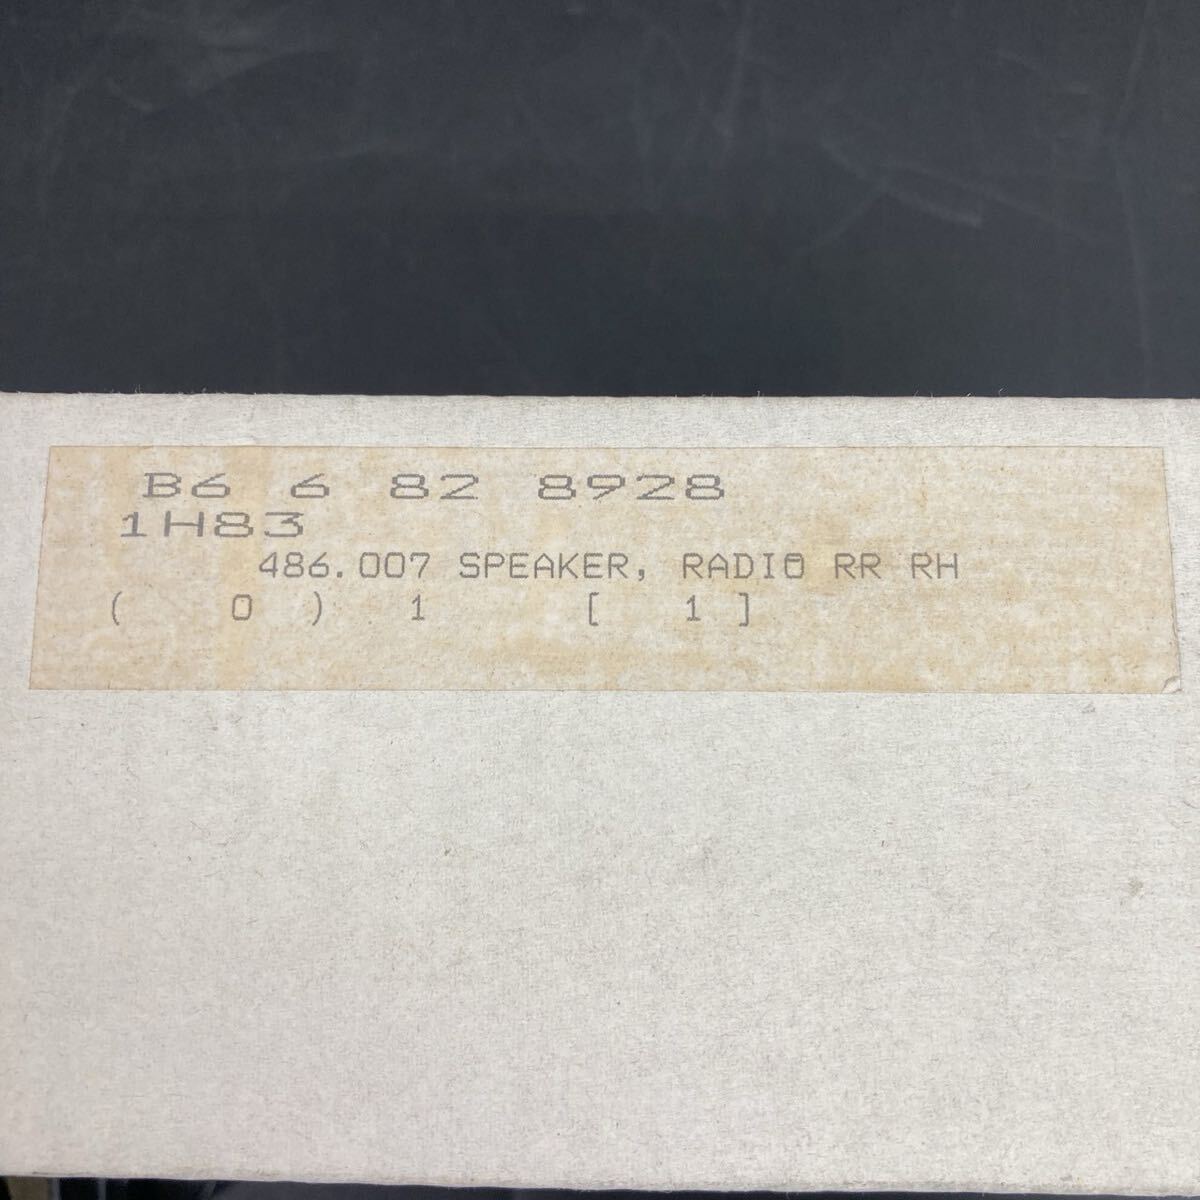 B6 6 82 8928
1H83
486.007 SPEAKER, RADIO RR RH
( 0 ) 1 [ 1 ]